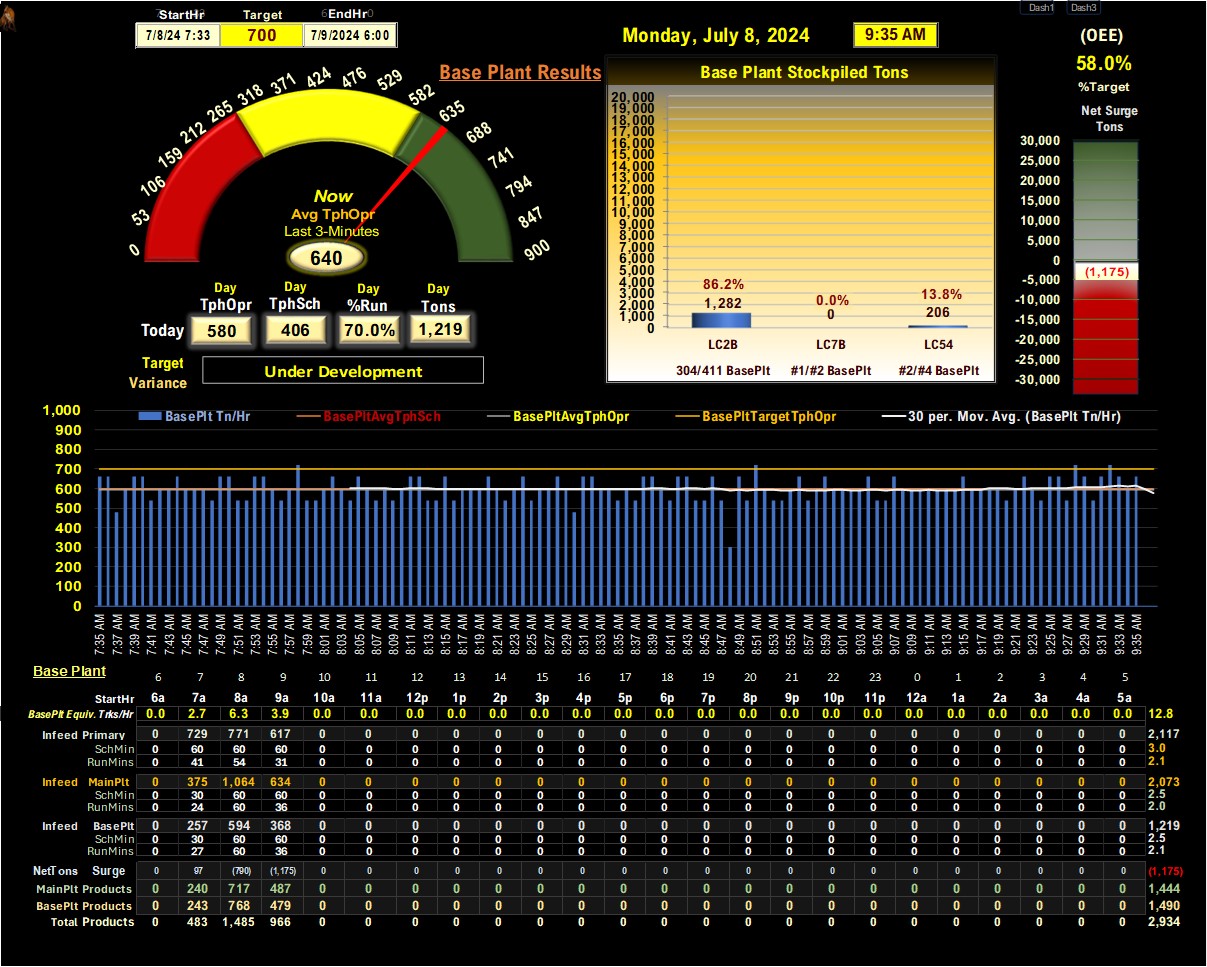 Dash1 Dash3
StartHr Target EndHr
7/8/24 7:33 700 7/9/2024 6:00
Monday, July 8, 2024 9:35 AM
(OEE)
58.0%
%Target
Net Surge
Tons
Base Plant Results
0 53 106 159 212 265 318 371 424 476 529 582 635 688 741 794 847 900
Now
Avg TphOpr
Last 3-Minutes
640
Day Day Day Day
TphOpr TphSch %Run Tons
Today 580 406 70.0% 1,219
Target
Variance
Under Development
Base Plant Stockpiled Tons
20,000
19,000
18,000
17,000
16,000
15,000
14,000
13,000
12,000
11,000
10,000
9,000
8,000
7,000
6,000
5,000
4,000
3,000
2,000
1,000
0
86.2% 0.0% 13.8%
1,282 0 206
LC2B LC7B LC54
304/411 BasePlt #1/#2 BasePlt #2/#4 BasePlt
30,000
25,000
20,000
15,000
10,000
5,000
0
-5,000
-10,000
-15,000
-20,000
-25,000
-30,000
(1,175)
BasePlt Tn/Hr BasePltAvgTphSch BasePltAvgTphOpr BasePltTargetTphOpr 30 per. Mov. Avg. (BasePlt Tn/Hr)
1,000
900
800
700
600
500
400
300
200
100
0
7:35 AM 7:37 AM 7:39 AM 7:41 AM 7:43 AM 7:45 AM 7:47 AM 7:49 AM 7:51 AM 7:53 AM 7:55 AM 7:57 AM 7:59 AM 8:01 AM 8:03 AM 8:05 AM 8:07 AM 8:09 AM 8:11 AM 8:13 AM 8:15 AM 8:17 AM 8:19 AM 8:21 AM 8:23 AM 8:25 AM 8:27 AM 8:29 AM 8:31 AM 8:33 AM 8:35 AM 8:37 AM 8:39 AM 8:41 AM 8:43 AM 8:45 AM 8:47 AM 8:49 AM 8:51 AM 8:53 AM 8:55 AM 8:57 AM 8:59 AM 9:01 AM 9:03 AM 9:05 AM 9:07 AM 9:09 AM 9:11 AM 9:13 AM 9:15 AM 9:17 AM 9:19 AM 9:21 AM 9:23 AM 9:25 AM 9:27 AM 9:29 AM 9:31 AM 9:33 AM 9:35 AM
Base Plant
6 7 8 9 10 11 12 13 14 15 16 17 18 19 20 21 22 23 0 1 2 3 4 5
StartHr 6a 7a 8a 9a 10a 11a 12p 1p 2p 3p 4p 5p 6p 7p 8p 9p 10p 11p 12a 1a 2a 3a 4a 5a
BasePlt Equiv. Trks/Hr 0.0 2.7 6.3 3.9 0.0 0.0 0.0 0.0 0.0 0.0 0.0 0.0 0.0 0.0 0.0 0.0 0.0 0.0 0.0 0.0 0.0 0.0 0.0 0.0 12.8
Infeed Primary 0 729 771 617 0 0 0 0 0 0 0 0 0 0 0 0 0 0 0 0 0 0 0 0 2,117
SchMin 0 60 60 60 0 0 0 0 0 0 0 0 0 0 0 0 0 0 0 0 0 0 0 0 3.0
RunMins 0 41 54 31 0 0 0 0 0 0 0 0 0 0 0 0 0 0 0 0 0 0 0 0 2.1
Infeed MainPlt 0 375 1,064 634 0 0 0 0 0 0 0 0 0 0 0 0 0 0 0 0 0 0 0 0 2,073
SchMin 0 30 60 60 0 0 0 0 0 0 0 0 0 0 0 0 0 0 0 0 0 0 0 0 2.5
RunMins 0 24 60 36 0 0 0 0 0 0 0 0 0 0 0 0 0 0 0 0 0 0 0 0 2.0
Infeed BasePlt 0 257 594 368 0 0 0 0 0 0 0 0 0 0 0 0 0 0 0 0 0 0 0 0 1,219
SchMin 0 30 60 60 0 0 0 0 0 0 0 0 0 0 0 0 0 0 0 0 0 0 0 0 2.5
RunMins 0 27 60 36 0 0 0 0 0 0 0 0 0 0 0 0 0 0 0 0 0 0 0 0 2.1
NetTons Surge 0 97 (790) (1,175) 0 0 0 0 0 0 0 0 0 0 0 0 0 0 0 0 0 0 0 0 (1,175)
MainPlt Products 0 240 717 487 0 0 0 0 0 0 0 0 0 0 0 0 0 0 0 0 0 0 0 0 1,444
BasePlt Products 0 243 768 479 0 0 0 0 0 0 0 0 0 0 0 0 0 0 0 0 0 0 0 0 1,490
Total Products 0 483 1,485 966 0 0 0 0 0 0 0 0 0 0 0 0 0 0 0 0 0 0 0 0 2,934